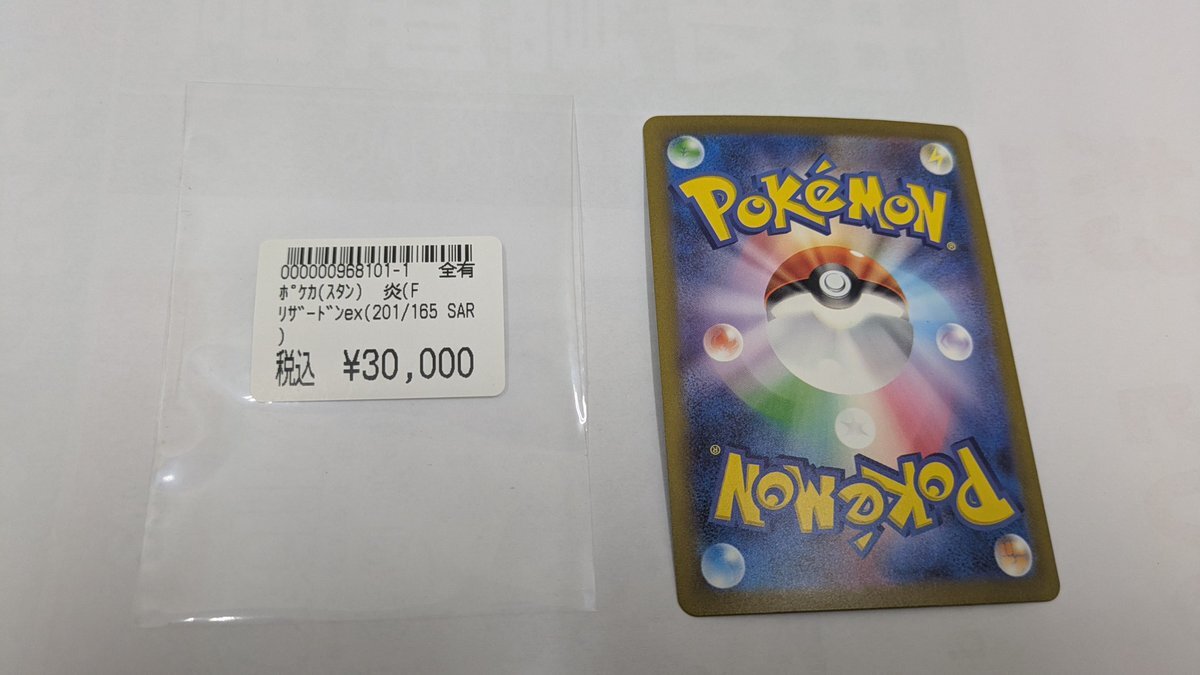 000000968101-1 全有
ﾎﾟｹｶ(ｽﾀﾝ) 炎(F
ﾘｻﾞｰﾄﾞﾝex(201/165 SAR
)
税込 ¥30,000
POKéMON
®
®
POKéMON